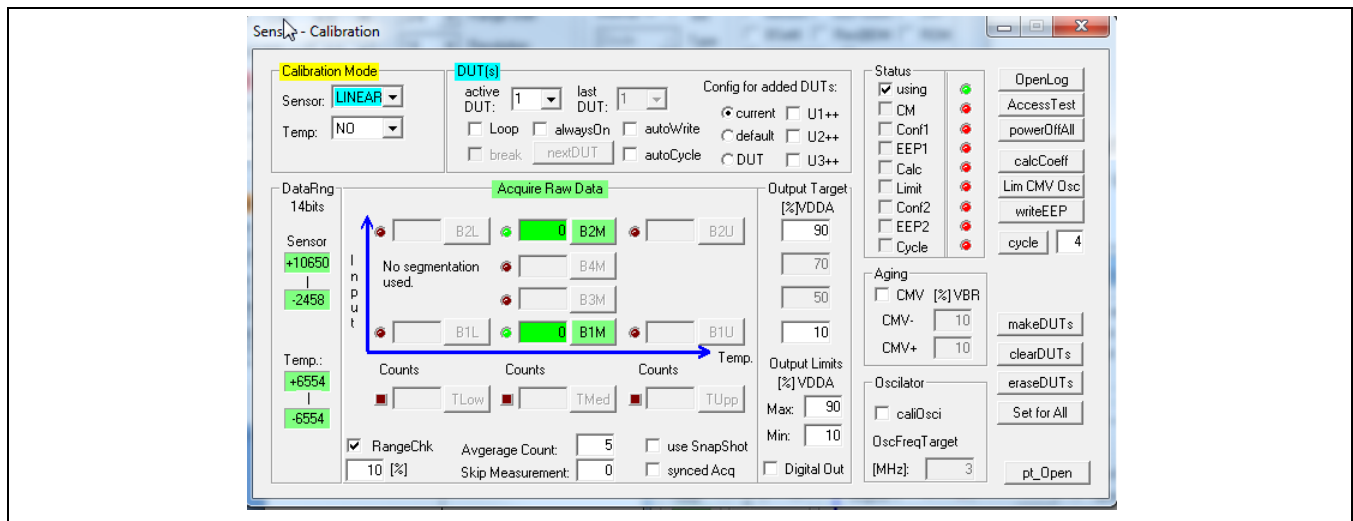 Sens - Calibration
Calibration Mode
Sensor: LINEAR
Temp: NO
DUT(s)
active DUT: 1 last DUT: 1
Loop alwaysOn autoWrite
break nextDUT autoCycle
Config for added DUTs:
current U1++
default U2++
DUT U3++
Status
using
CM
Conf1
EEP1
Calc
Limit
Conf2
EEP2
Cycle
OpenLog
AccessTest
powerOffAll
calcCoeff
Lim CMV Osc
writeEEP
cycle 4
DataRng
14bits
Sensor
+10650
|
-2458
Temp.:
+6554
|
-6554
Acquire Raw Data
Input
B2L 0 B2M B2U
No segmentation used.
B4M
B3M
B1L 0 B1M B1U
Temp.
Counts Counts Counts
TLow TMed TUpp
RangeChk
10 [%]
Avgerage Count: 5
Skip Measurement: 0
use SnapShot
synced Acq
Output Target
[%]VDDA
90
70
50
10
Output Limits
[%] VDDA
Max: 90
Min: 10
Digital Out
Aging
CMV [%] VBR
CMV- 10
CMV+ 10
Oscilator
caliOsci
OscFreqTarget
[MHz]: 3
makeDUTs
clearDUTs
eraseDUTs
Set for All
pt_Open